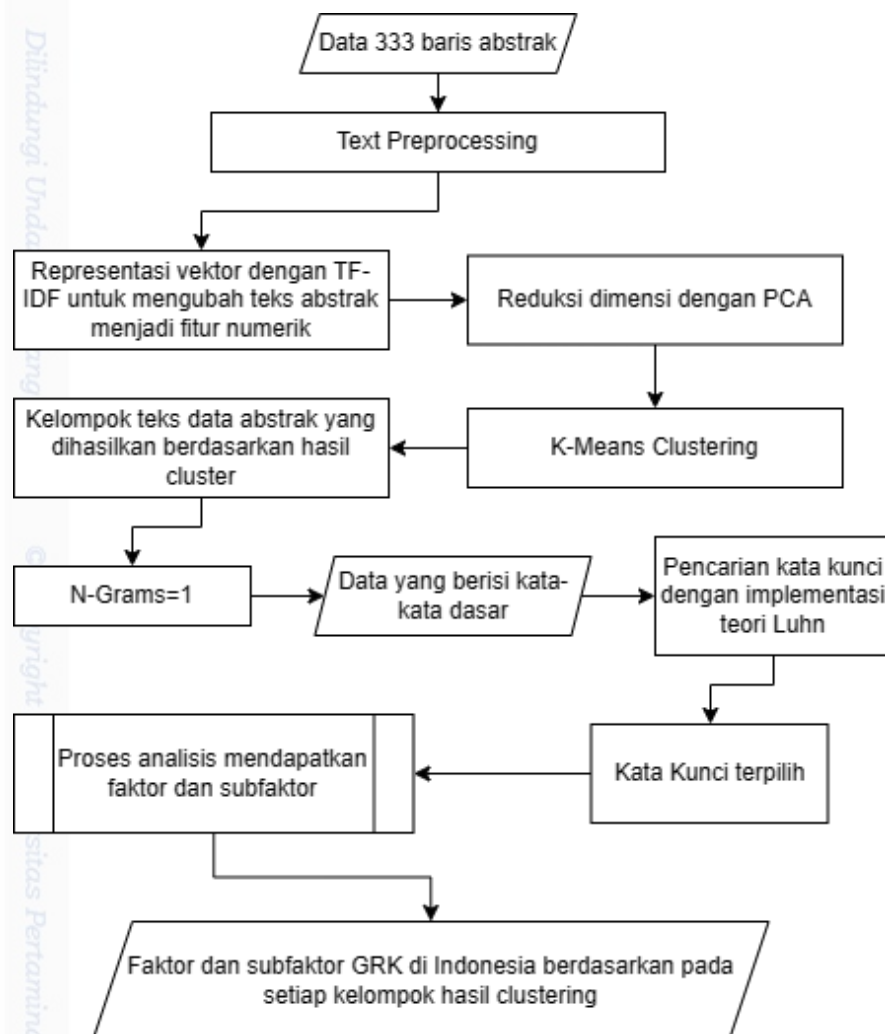 Data 333 baris abstrak
Text Preprocessing
Representasi vektor dengan TF-
IDF untuk mengubah teks abstrak
menjadi fitur numerik
Reduksi dimensi dengan PCA
Kelompok teks data abstrak yang
dihasilkan berdasarkan hasil
cluster
K-Means Clustering
N-Grams=1
Data yang berisi kata-
kata dasar
Pencarian kata kunci
dengan implementasi
teori Luhn
Proses analisis mendapatkan
faktor dan subfaktor
Kata Kunci terpilih
Faktor dan subfaktor GRK di Indonesia berdasarkan pada
setiap kelompok hasil clustering
Dilindungi